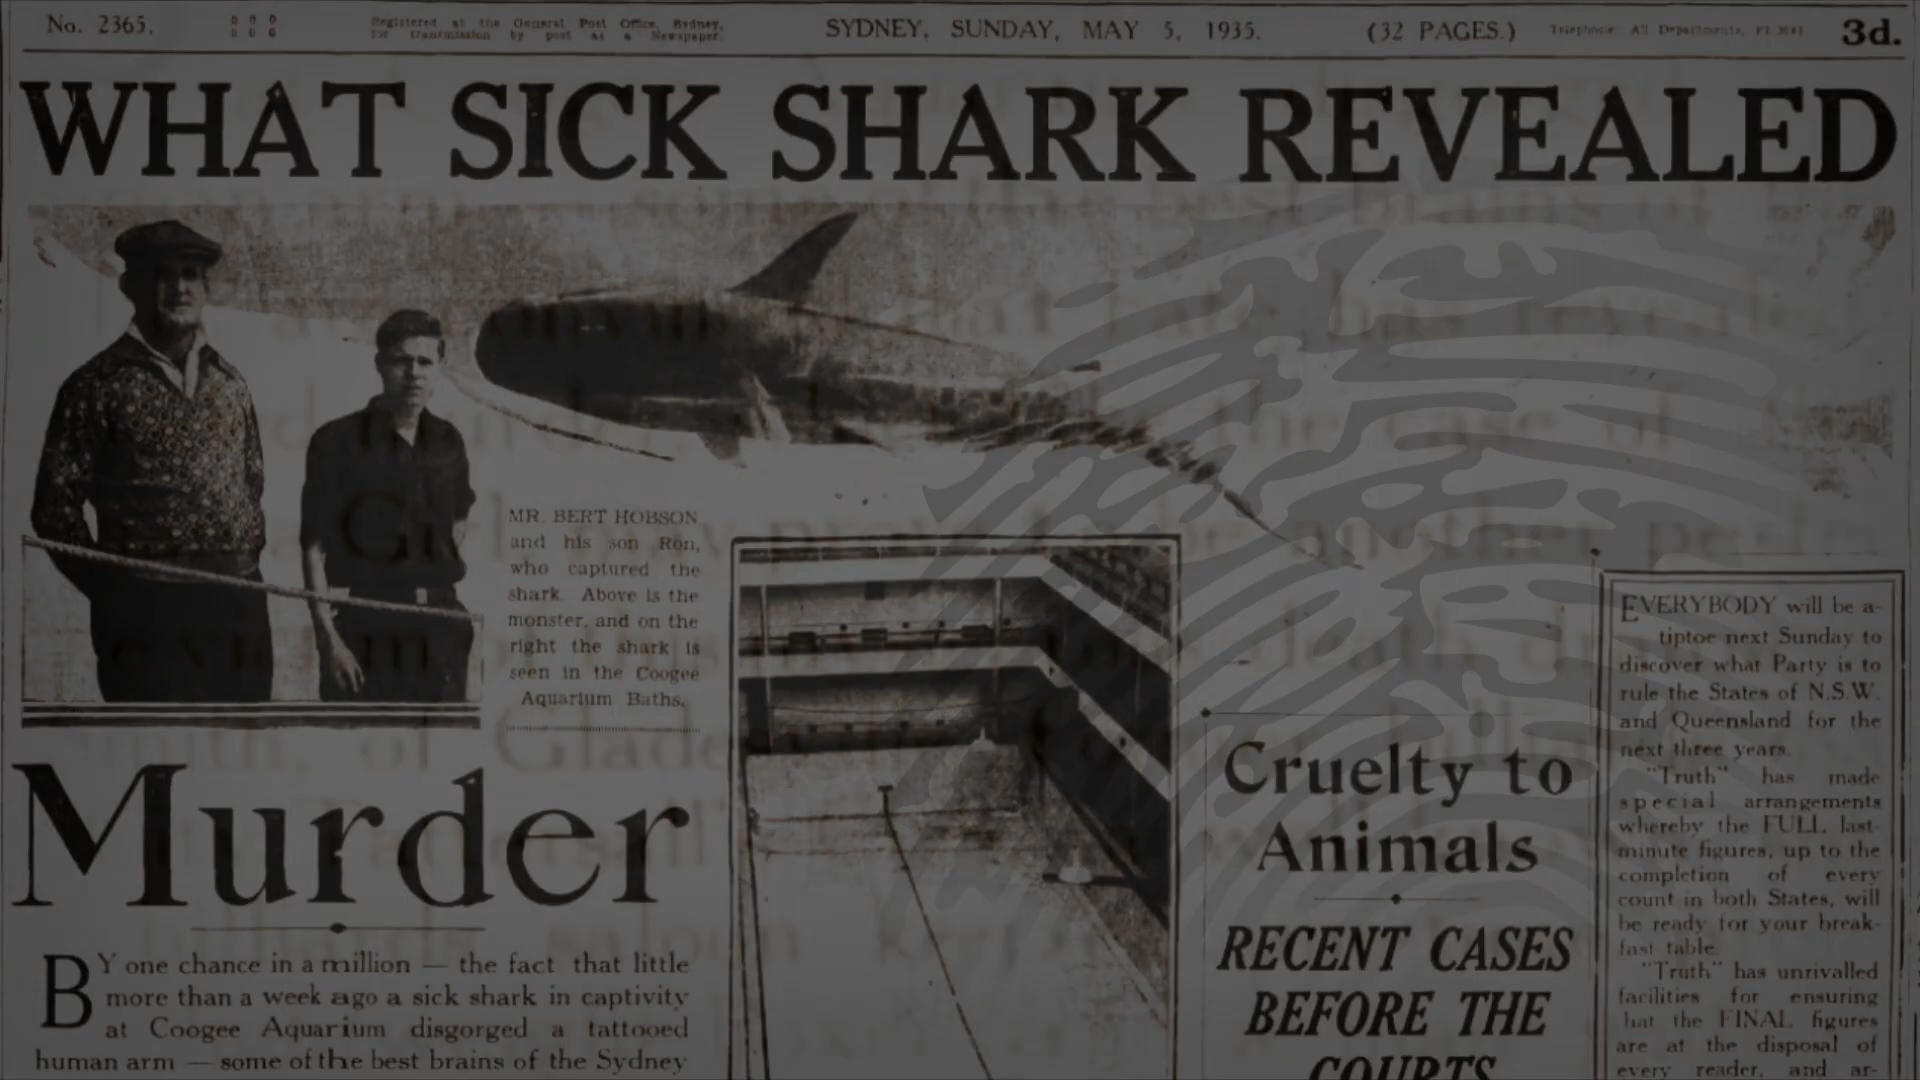 No. 2365.
Registered at the General Post Office, Sydney,
for transmission by post as a Newspaper.
SYDNEY, SUNDAY, MAY 5, 1935.
(32 PAGES.)
Telephone: All Departments,
3d.
WHAT SICK SHARK REVEALED
MR. BERT HOBSON
and his son Ron,
who captured the
shark. Above is the
monster, and on the
right the shark is
seen in the Coogee
Aquarium Baths.
Murder
BY one chance in a million — the fact that little
more than a week ago a sick shark in captivity
at Coogee Aquarium disgorged a tattooed
human arm — some of the best brains of the Sydney
Cruelty to
Animals
RECENT CASES
BEFORE THE
COURTS
EVERYBODY will be a-
tiptoe next Sunday to
discover what Party is to
rule the States of N.S.W.
and Queensland for the
next three years.
"Truth" has made
special arrangements
whereby the FULL last-
minute figures, up to the
completion of every
count in both States, will
be ready for your break-
fast table.
"Truth" has unrivalled
facilities for ensuring
hat the FINAL figures
are at the disposal of
every reader, and ar-